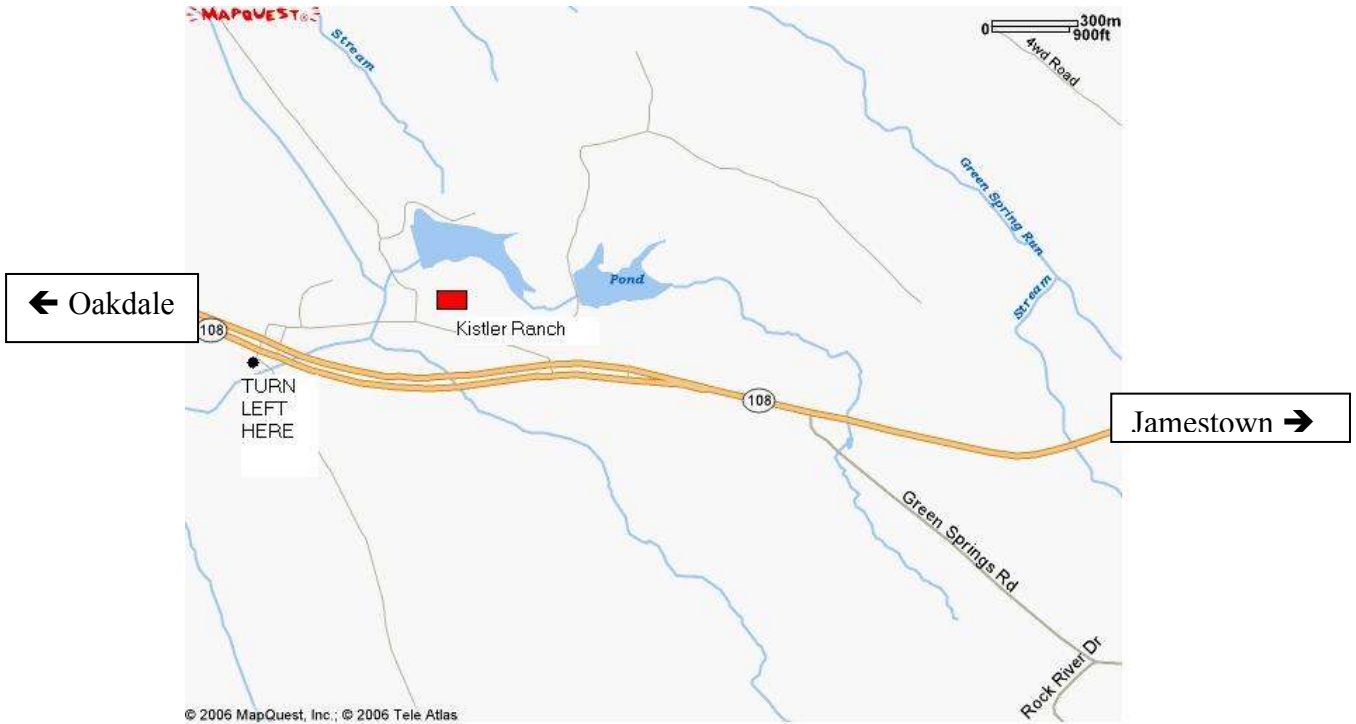 MAPQUEST®
Stream
0 300m
900ft
4wd Road
Green Spring Run
Stream
Pond
← Oakdale
108
Kistler Ranch
TURN
LEFT
HERE
108
Jamestown →
Green Springs Rd
Rock River Dr
© 2006 MapQuest, Inc.; © 2006 Tele Atlas